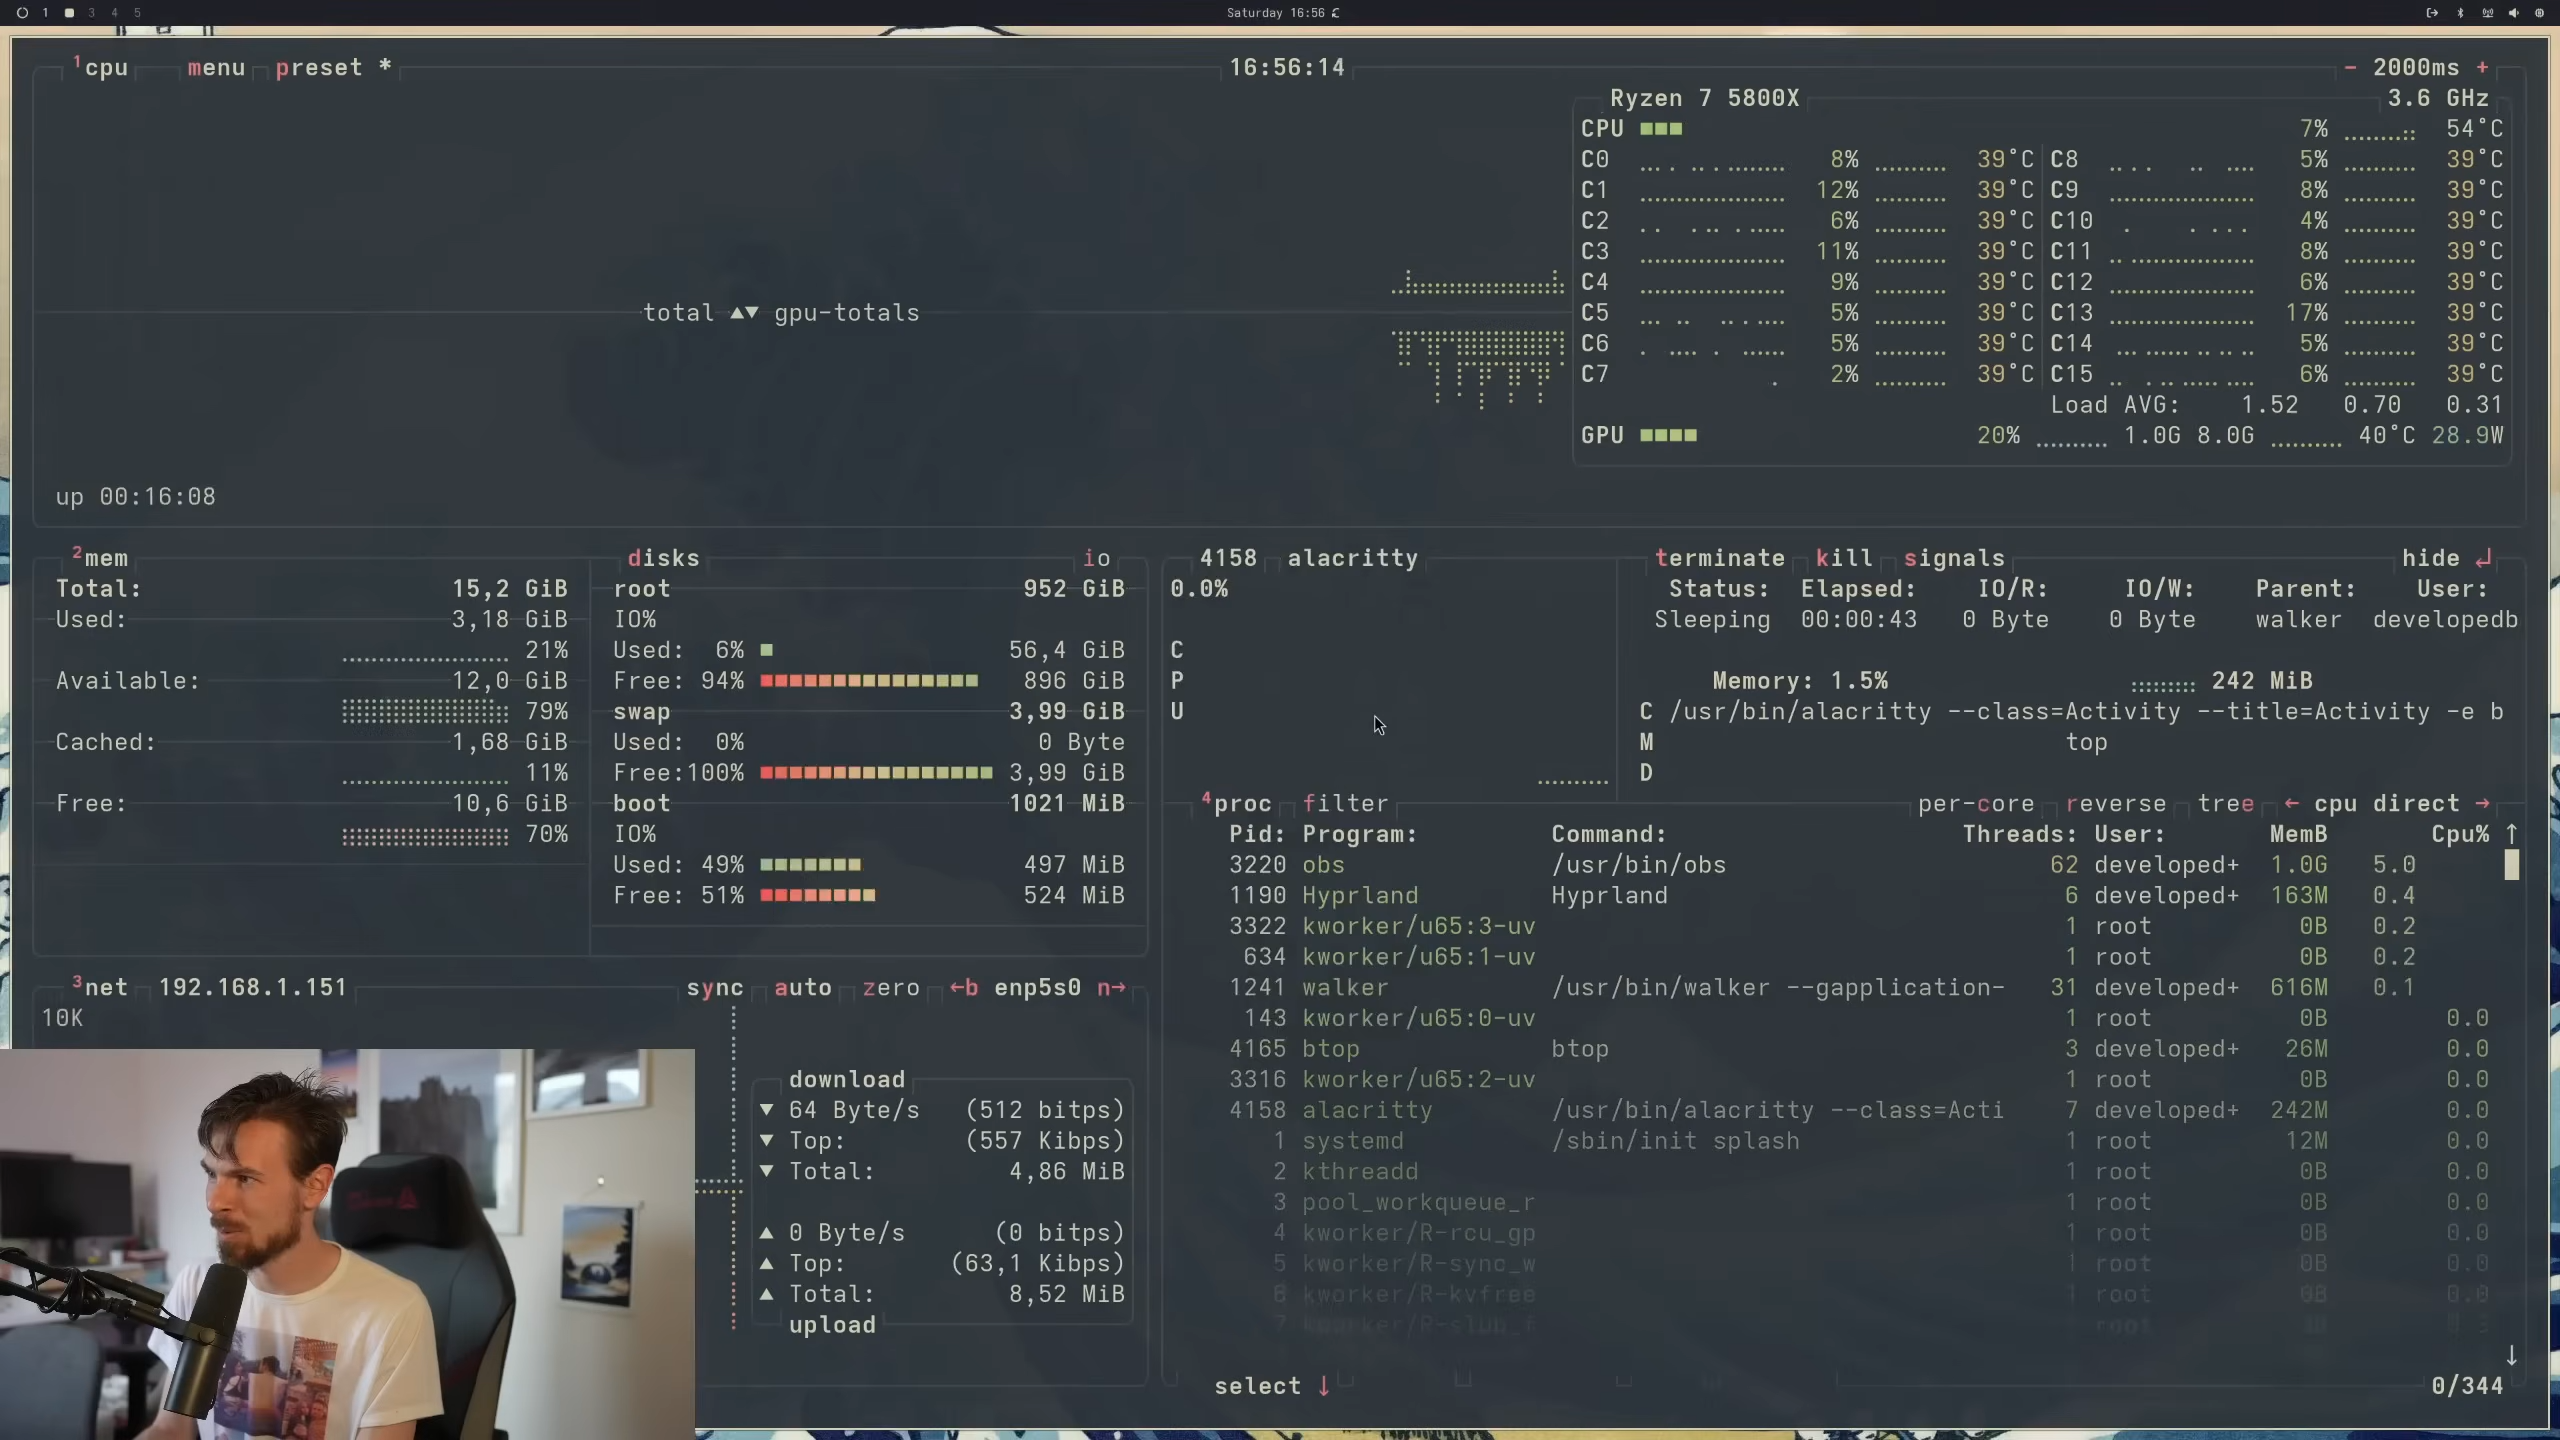 1 3 4 5
Saturday 16:56
1cpu menu preset * 16:56:14 - 2000ms +
Ryzen 7 5800X 3.6 GHz
CPU 7% 54°C
C0 8% 39°C C8 5% 39°C
C1 12% 39°C C9 8% 39°C
C2 6% 39°C C10 4% 39°C
C3 11% 39°C C11 8% 39°C
C4 9% 39°C C12 6% 39°C
C5 5% 39°C C13 17% 39°C
C6 5% 39°C C14 5% 39°C
C7 2% 39°C C15 6% 39°C
Load AVG: 1.52 0.70 0.31
GPU 20% 1.0G 8.0G 40°C 28.9W
total ▲▼ gpu-totals
up 00:16:08
2mem
Total: 15,2 GiB
Used: 3,18 GiB
21%
Available: 12,0 GiB
79%
Cached: 1,68 GiB
11%
Free: 10,6 GiB
70%
disks io
root 952 GiB
IO%
Used: 6% 56,4 GiB
Free: 94% 896 GiB
swap 3,99 GiB
Used: 0% 0 Byte
Free:100% 3,99 GiB
boot 1021 MiB
IO%
Used: 49% 497 MiB
Free: 51% 524 MiB
4158 alacritty terminate kill signals hide ↲
0.0%
C
P
U
Status: Elapsed: IO/R: IO/W: Parent: User:
Sleeping 00:00:43 0 Byte 0 Byte walker developedb
Memory: 1.5% 242 MiB
C /usr/bin/alacritty --class=Activity --title=Activity -e b
M top
D
4proc filter per-core reverse tree ← cpu direct →
Pid: Program: Command: Threads: User: MemB Cpu% ↑
3220 obs /usr/bin/obs 62 developed+ 1.0G 5.0
1190 Hyprland Hyprland 6 developed+ 163M 0.4
3322 kworker/u65:3-uv 1 root 0B 0.2
634 kworker/u65:1-uv 1 root 0B 0.2
1241 walker /usr/bin/walker --gapplication- 31 developed+ 616M 0.1
143 kworker/u65:0-uv 1 root 0B 0.0
4165 btop btop 3 developed+ 26M 0.0
3316 kworker/u65:2-uv 1 root 0B 0.0
4158 alacritty /usr/bin/alacritty --class=Acti 7 developed+ 242M 0.0
1 systemd /sbin/init splash 1 root 12M 0.0
2 kthreadd 1 root 0B 0.0
3 pool_workqueue_r 1 root 0B 0.0
4 kworker/R-rcu_gp 1 root 0B 0.0
5 kworker/R-sync_w 1 root 0B 0.0
6 kworker/R-kvfree 1 root 0B 0.0
7 root
select ↓ 0/344
3net 192.168.1.151 sync auto zero ←b enp5s0 n→
10K
download
▼ 64 Byte/s (512 bitps)
▼ Top: (557 Kibps)
▼ Total: 4,86 MiB
▲ 0 Byte/s (0 bitps)
▲ Top: (63,1 Kibps)
▲ Total: 8,52 MiB
upload